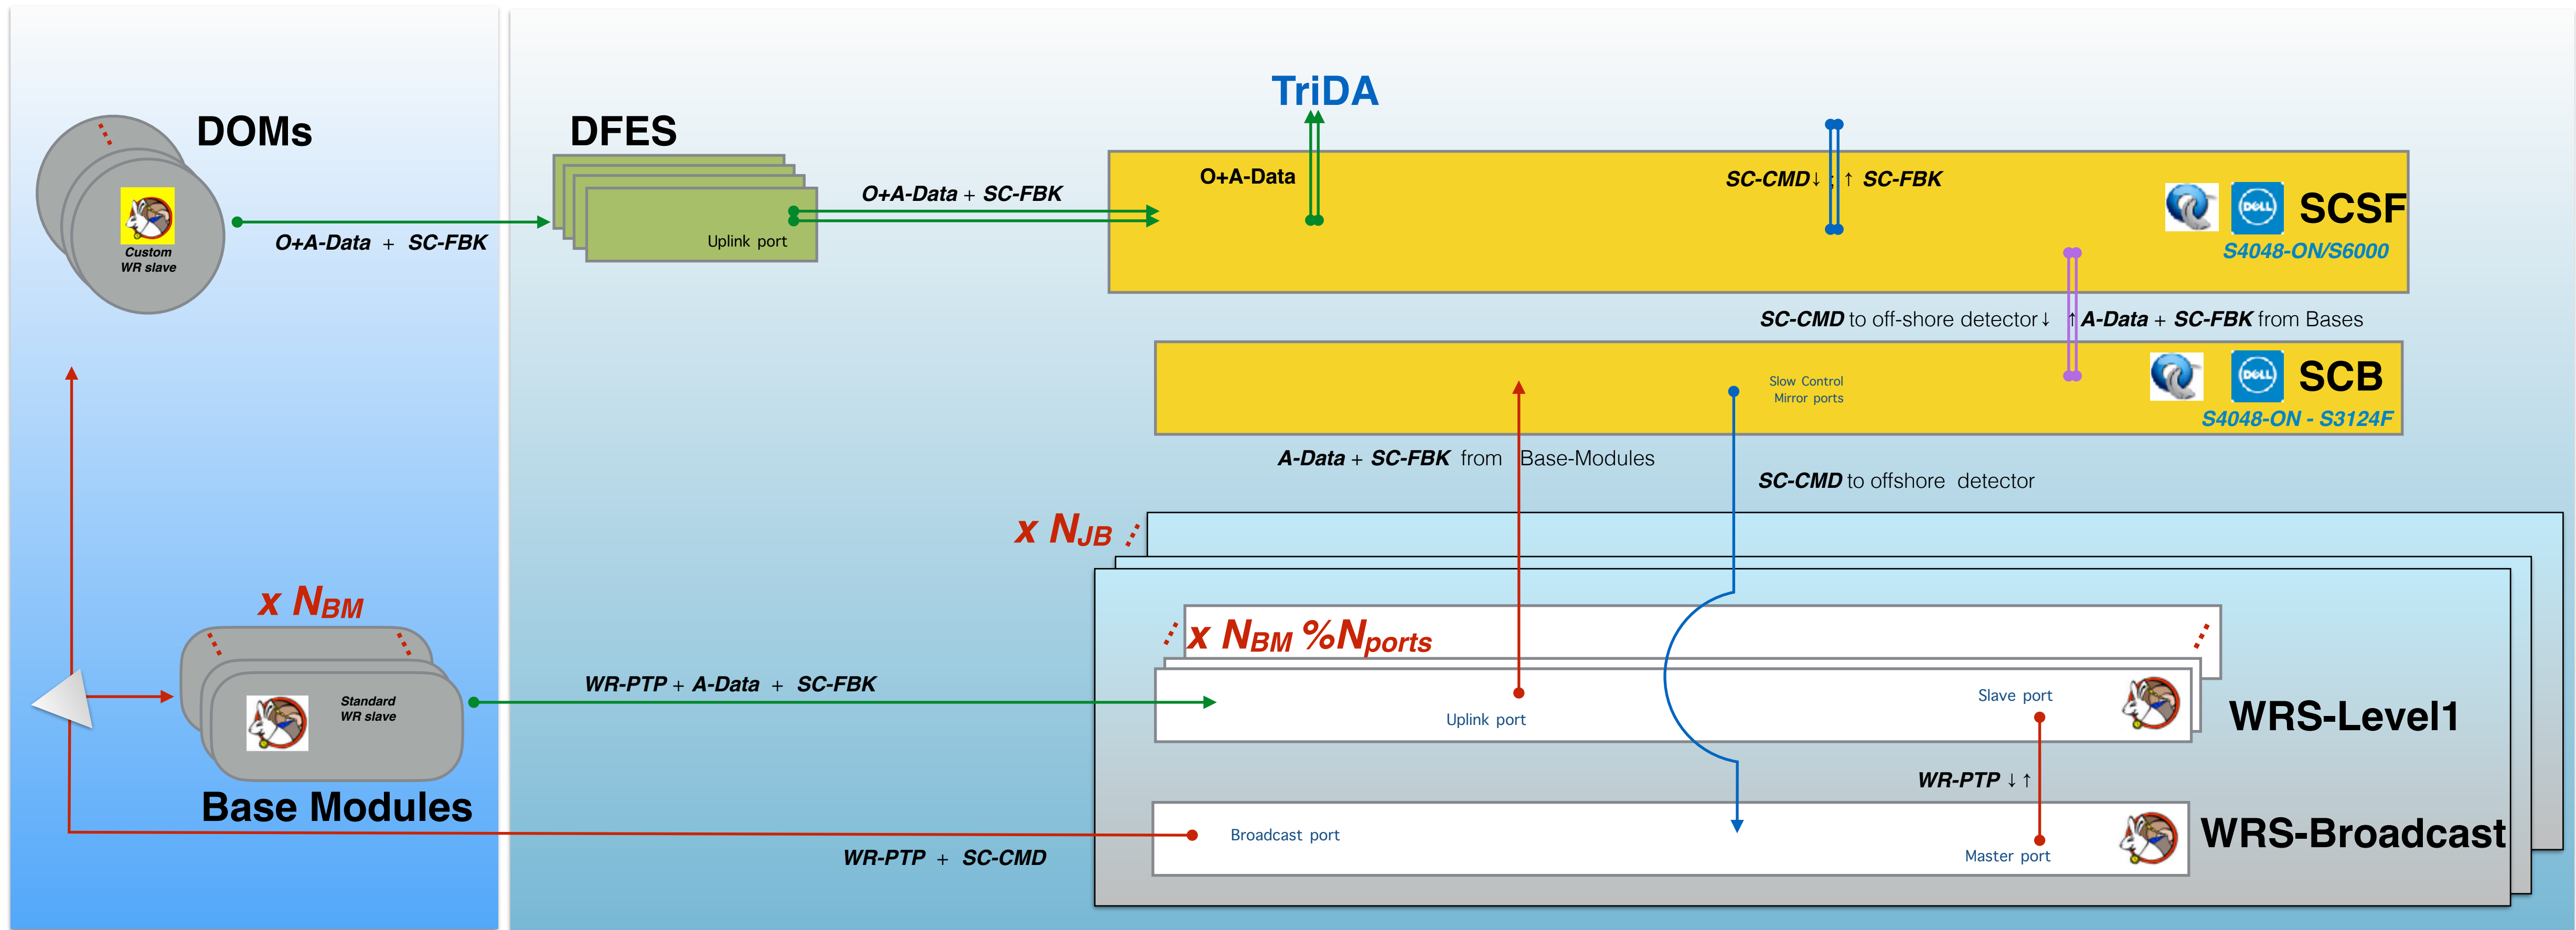 TriDA
DOMs
DFES
Custom
WR slave
O+A-Data + SC-FBK
Uplink port
O+A-Data + SC-FBK
O+A-Data
SC-CMD↓ ; ↑ SC-FBK
DELL
SCSF
S4048-ON/S6000
SC-CMD to off-shore detector↓ ↑A-Data + SC-FBK from Bases
Slow Control
Mirror ports
DELL
SCB
S4048-ON - S3124F
A-Data + SC-FBK from Base-Modules
SC-CMD to offshore detector
x NJB
x NBM
x NBM %Nports
Standard
WR slave
WR-PTP + A-Data + SC-FBK
Uplink port
Slave port
WRS-Level1
WR-PTP ↓↑
Base Modules
Broadcast port
Master port
WRS-Broadcast
WR-PTP + SC-CMD